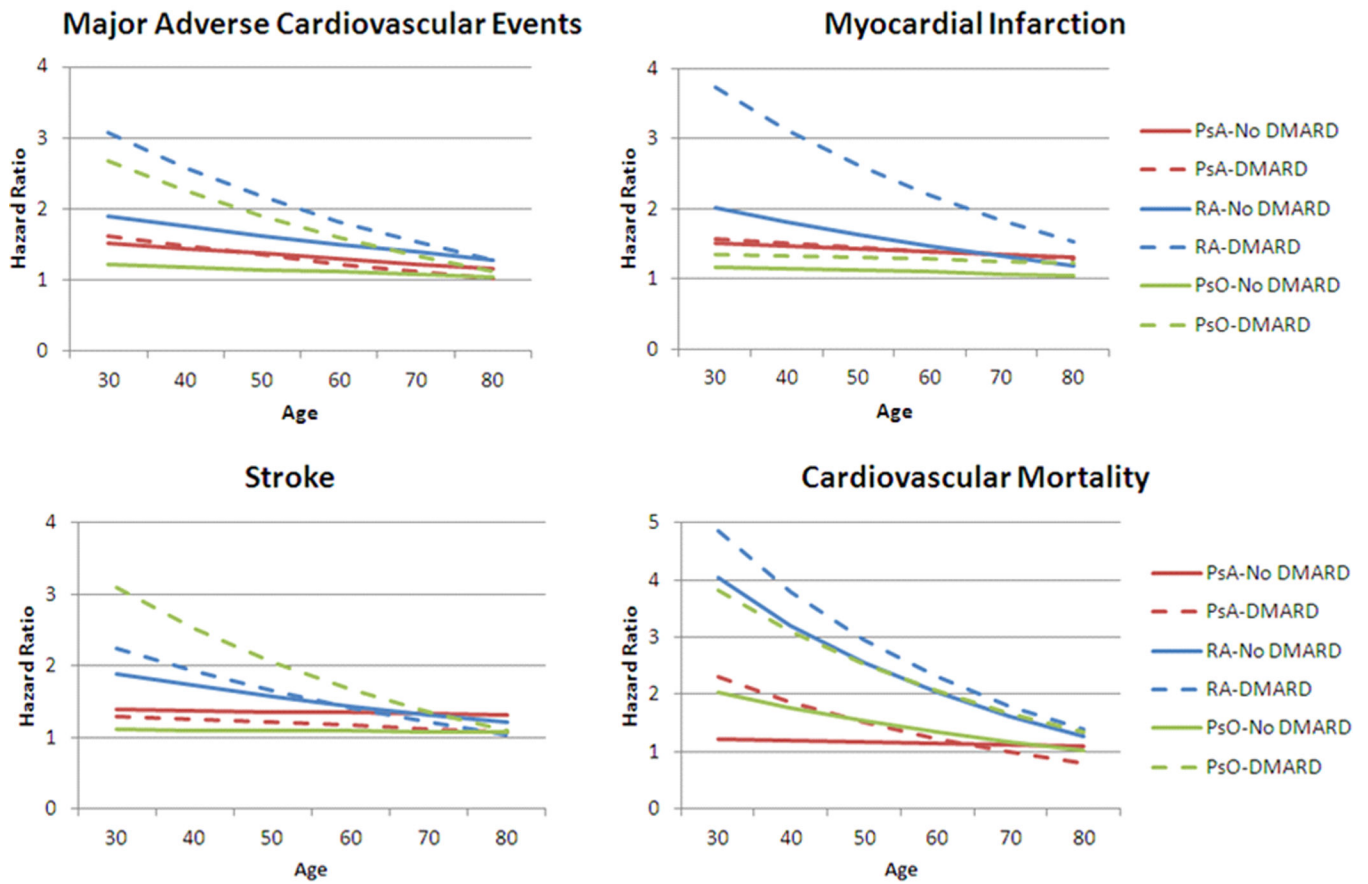 Major Adverse Cardiovascular Events
Hazard Ratio
4
3
2
1
0
30 40 50 60 70 80
Age
Myocardial Infarction
Hazard Ratio
4
3
2
1
0
30 40 50 60 70 80
Age
PsA-No DMARD
PsA-DMARD
RA-No DMARD
RA-DMARD
PsO-No DMARD
PsO-DMARD
Stroke
Hazard Ratio
4
3
2
1
0
30 40 50 60 70 80
Age
Cardiovascular Mortality
Hazard Ratio
5
4
3
2
1
0
30 40 50 60 70 80
Age
PsA-No DMARD
PsA-DMARD
RA-No DMARD
RA-DMARD
PsO-No DMARD
PsO-DMARD